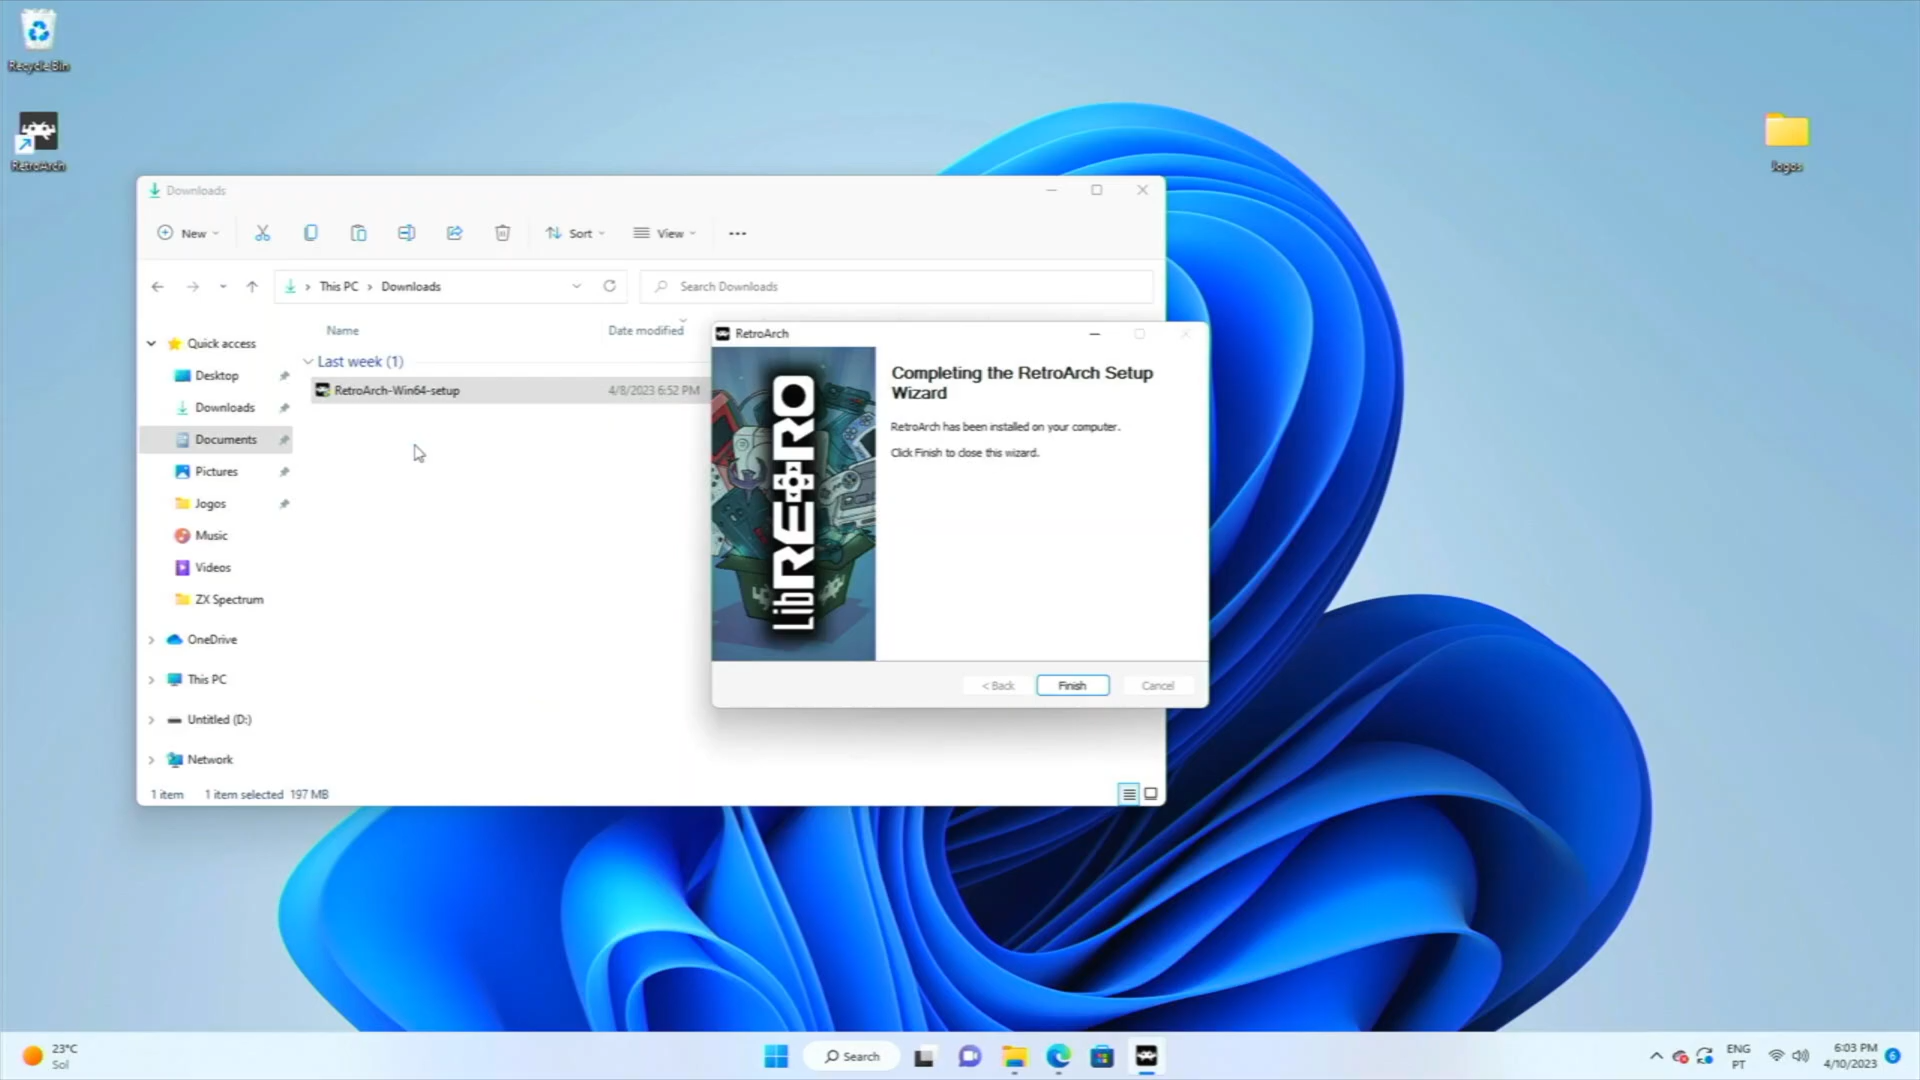 Recycle Bin
RetroArch
Jogos
Downloads
New
Sort
View
This PC
Downloads
Search Downloads
Name
Date modified
Quick access
Desktop
Downloads
Documents
Pictures
Jogos
Music
Videos
ZX Spectrum
OneDrive
This PC
Untitled (D:)
Network
Last week (1)
RetroArch-Win64-setup
4/8/2023 6:52 PM
1 item
1 item selected 197 MB
RetroArch
LibRETRO
Completing the RetroArch Setup
Wizard
RetroArch has been installed on your computer.
Click Finish to close this wizard.
< Back
Finish
Cancel
23°C
Sol
Search
ENG
PT
6:03 PM
4/10/2023
6